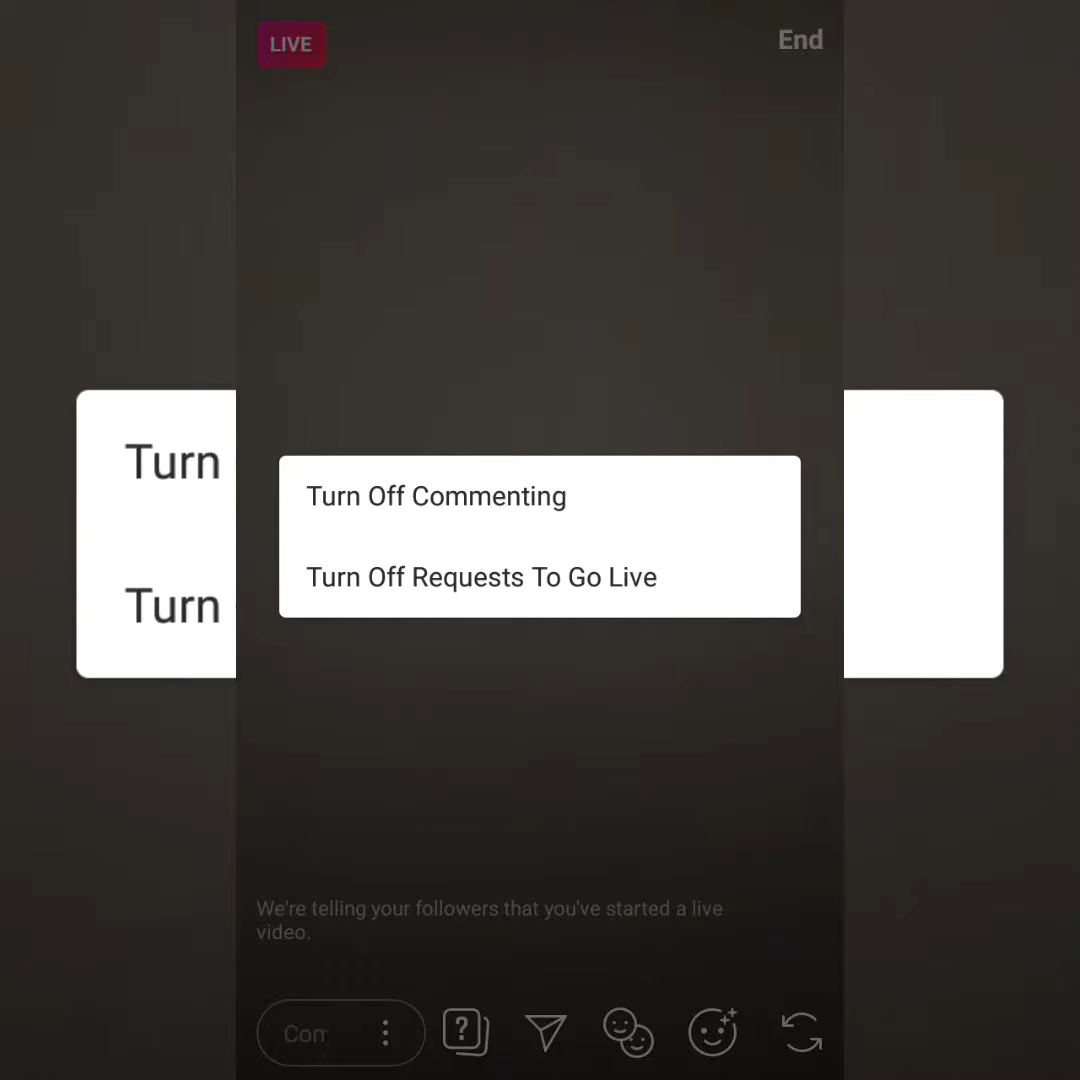 LIVE
End
Turn
Turn Off Commenting
Turn Off Requests To Go Live
Turn
We're telling your followers that you've started a live
video.
Com
?